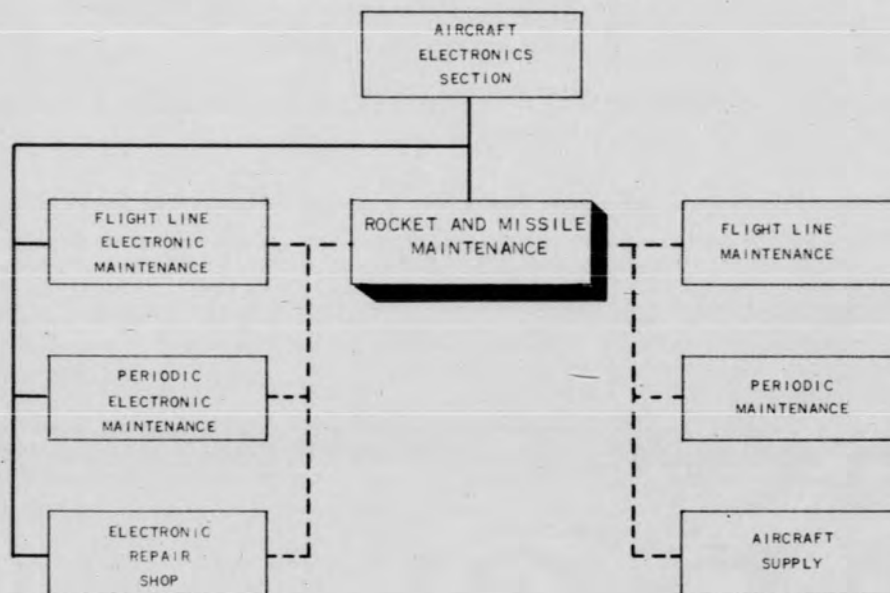 AIRCRAFT
ELECTRONICS
SECTION
FLIGHT LINE
ELECTRONIC
MAINTENANCE
ROCKET AND MISSILE
MAINTENANCE
FLIGHT LINE
MAINTENANCE
PERIODIC
ELECTRONIC
MAINTENANCE
PERIODIC
MAINTENANCE
ELECTRONIC
REPAIR
SHOP
AIRCRAFT
SUPPLY